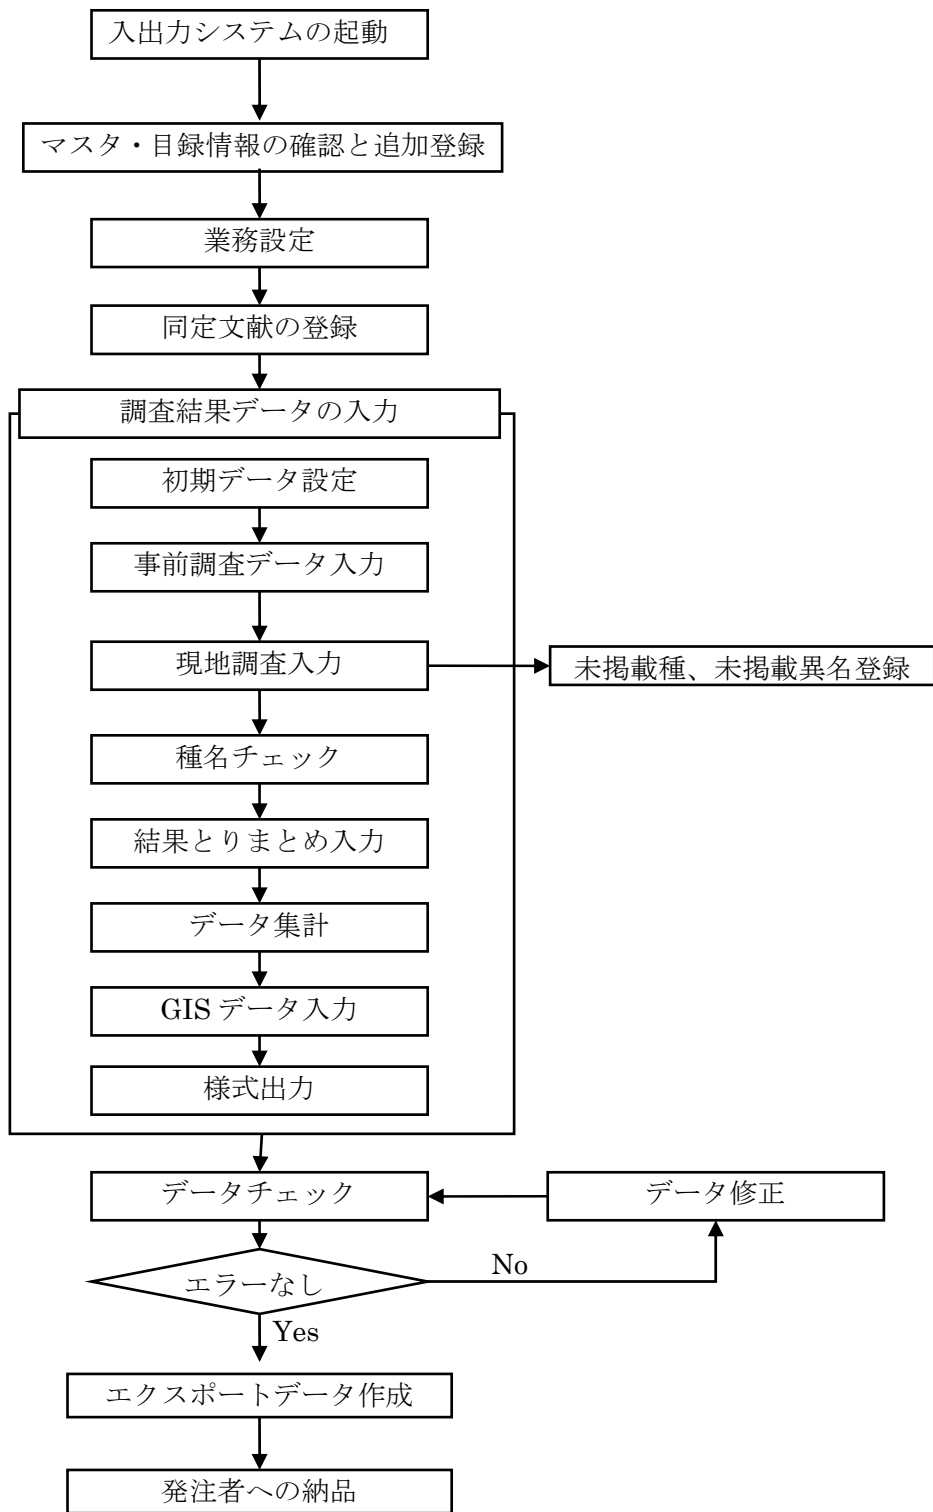 入出力システムの起動
マスタ・目録情報の確認と追加登録
業務設定
同定文献の登録
調査結果データの入力
初期データ設定
事前調査データ入力
現地調査入力
未掲載種、未掲載異名登録
種名チェック
結果とりまとめ入力
データ集計
GIS データ入力
様式出力
データチェック
データ修正
エラーなし
No
Yes
エクスポートデータ作成
発注者への納品